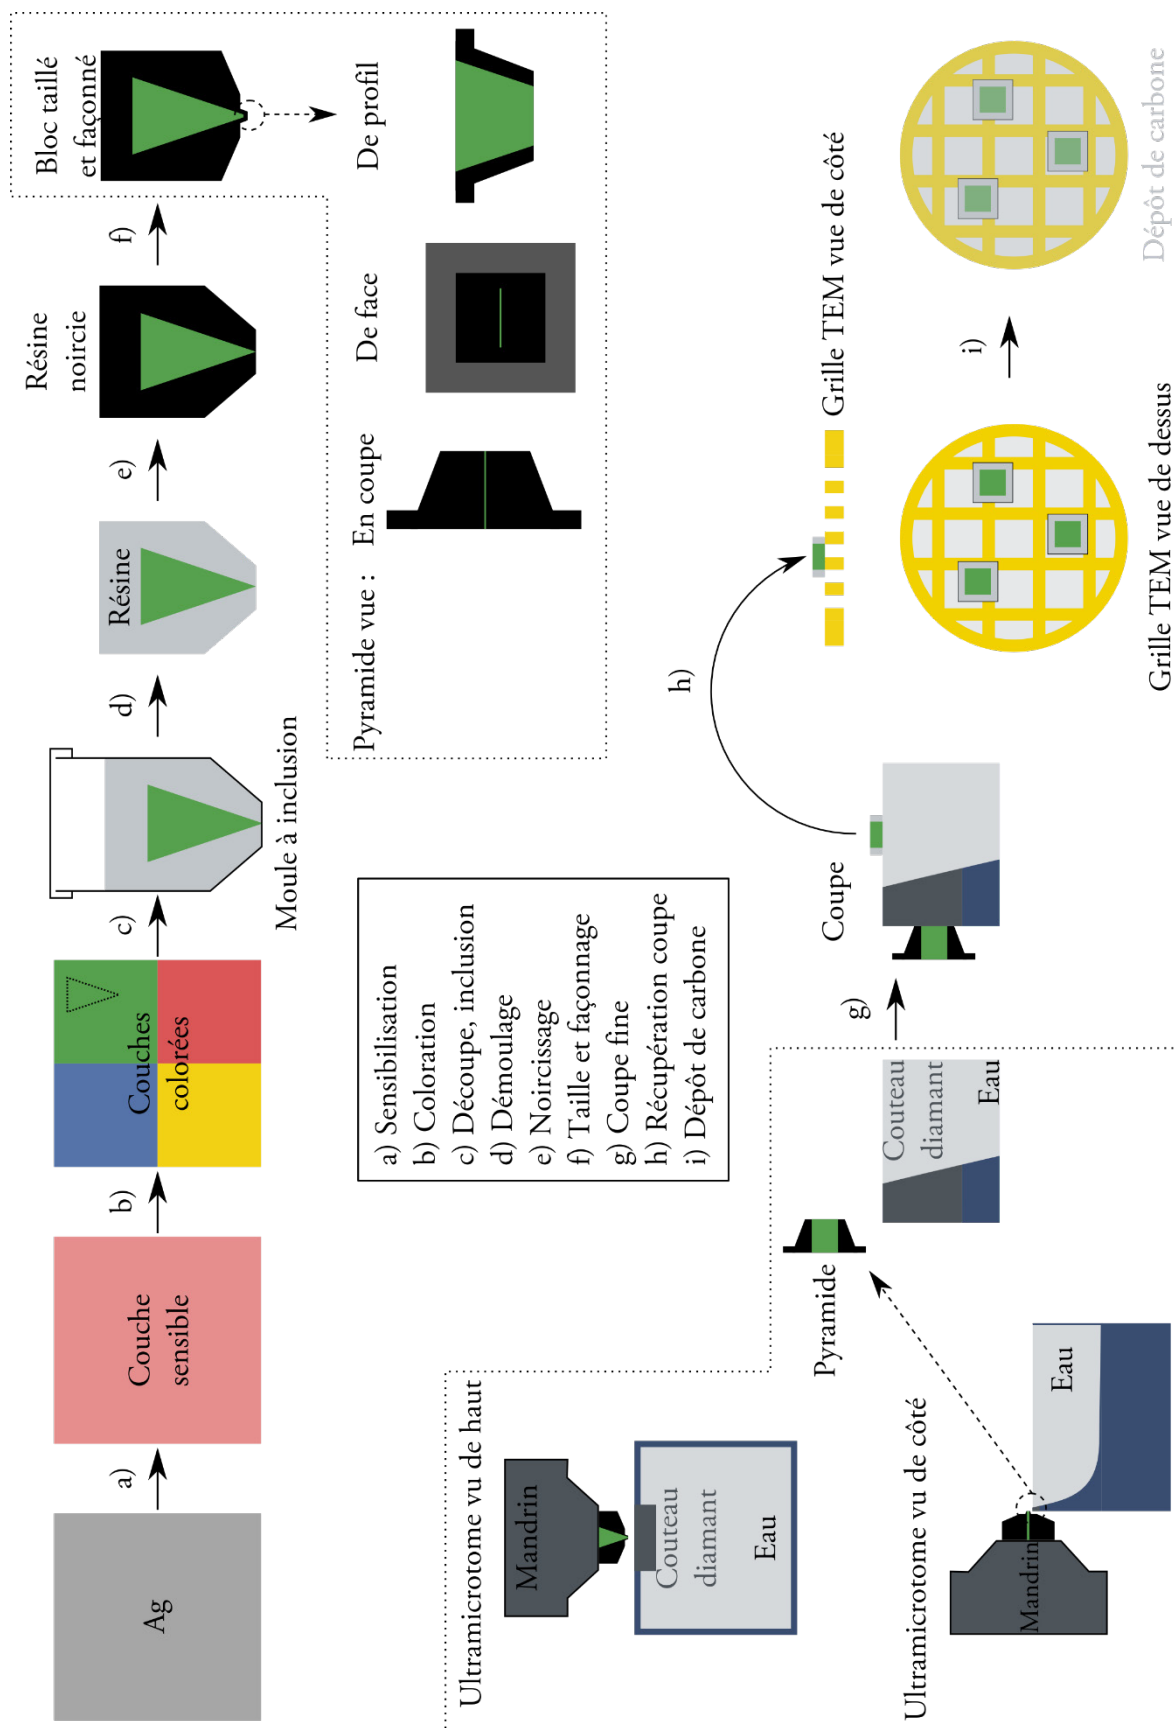 Ag
a)
Couche
sensible
b)
Couches
colorées
c)
Moule à inclusion
d)
Résine
e)
Résine
noircie
f)
Bloc taillé
et façonné
Pyramide vue :
En coupe
De face
De profil
a) Sensibilisation
b) Coloration
c) Découpe, inclusion
d) Démoulage
e) Noircissage
f) Taille et façonnage
g) Coupe fine
h) Récupération coupe
i) Dépôt de carbone
Ultramicrotome vu de haut
Mandrin
Couteau
diamant
Eau
Ultramicrotome vu de côté
Mandrin
Eau
Pyramide
Couteau
diamant
Eau
g)
Coupe
h)
Grille TEM vue de côté
Grille TEM vue de dessus
i)
Dépôt de carbone